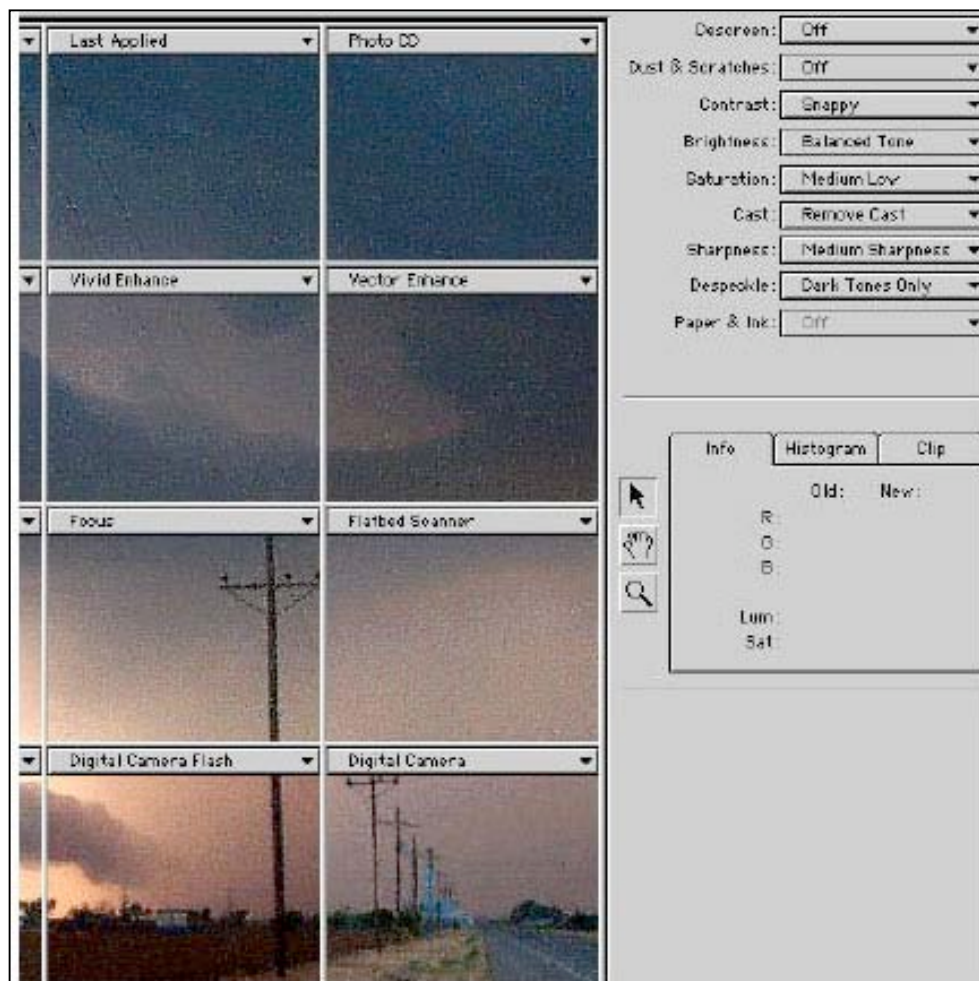 Last Applied
Photo CD
Vivid Enhance
Vector Enhance
Focus
Flatbed Scanner
Digital Camera Flash
Digital Camera
Descreen: Off
Dust & Scratches: Off
Contrast: Snappy
Brightness: Balanced Tone
Saturation: Medium Low
Cast: Remove Cast
Sharpness: Medium Sharpness
Despeckle: Dark Tones Only
Paper & Ink: Off
Info Histogram Clip
Old: New:
R:
G:
B:
Lum:
Sat: